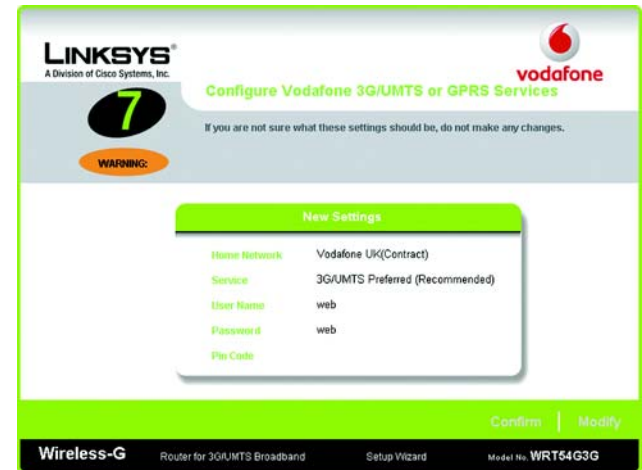 LINKSYS®
A Division of Cisco Systems, Inc.
vodafone
7
Configure Vodafone 3G/UMTS or GPRS Services
If you are not sure what these settings should be, do not make any changes.
WARNING:
New Settings
Home Network Vodafone UK(Contract)
Service 3G/UMTS Preferred (Recommended)
User Name web
Password web
Pin Code
Confirm | Modify
Wireless-G Router for 3G/UMTS Broadband Setup Wizard Model No. WRT54G3G